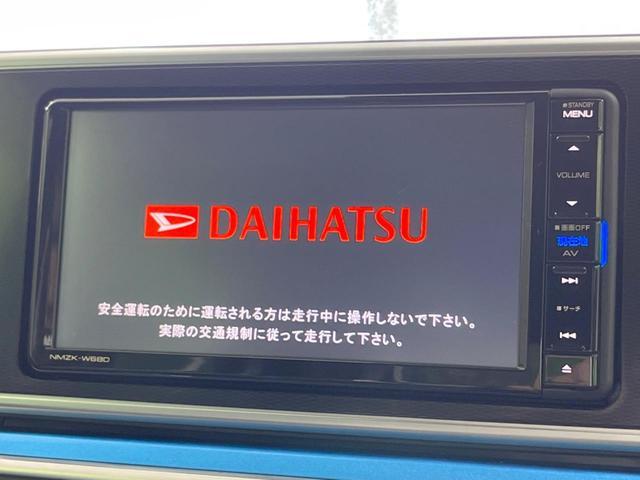 DAIHATSU
安全運転のために運転される方は走行中に操作しないで下さい。
実際の交通規制に従って走行して下さい。
NMZK-W68D
STANDBY
MENU
VOLUME
画面OFF
現在地
AV
サーチ